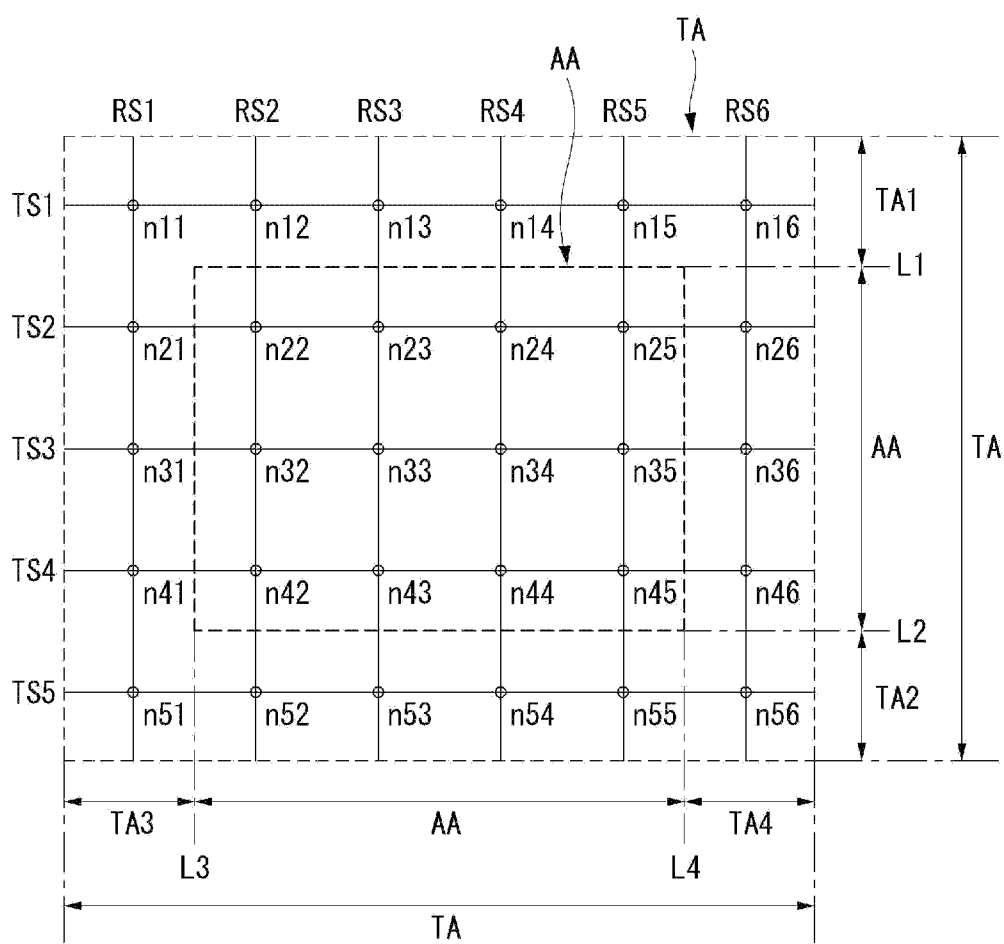 TA
AA
RS1 RS2 RS3 RS4 RS5 RS6
TS1
n11 n12 n13 n14 n15 n16
TA1
L1
TS2
n21 n22 n23 n24 n25 n26
TS3
n31 n32 n33 n34 n35 n36
AA
TA
TS4
n41 n42 n43 n44 n45 n46
L2
TS5
n51 n52 n53 n54 n55 n56
TA2
TA3 AA TA4
L3 L4
TA